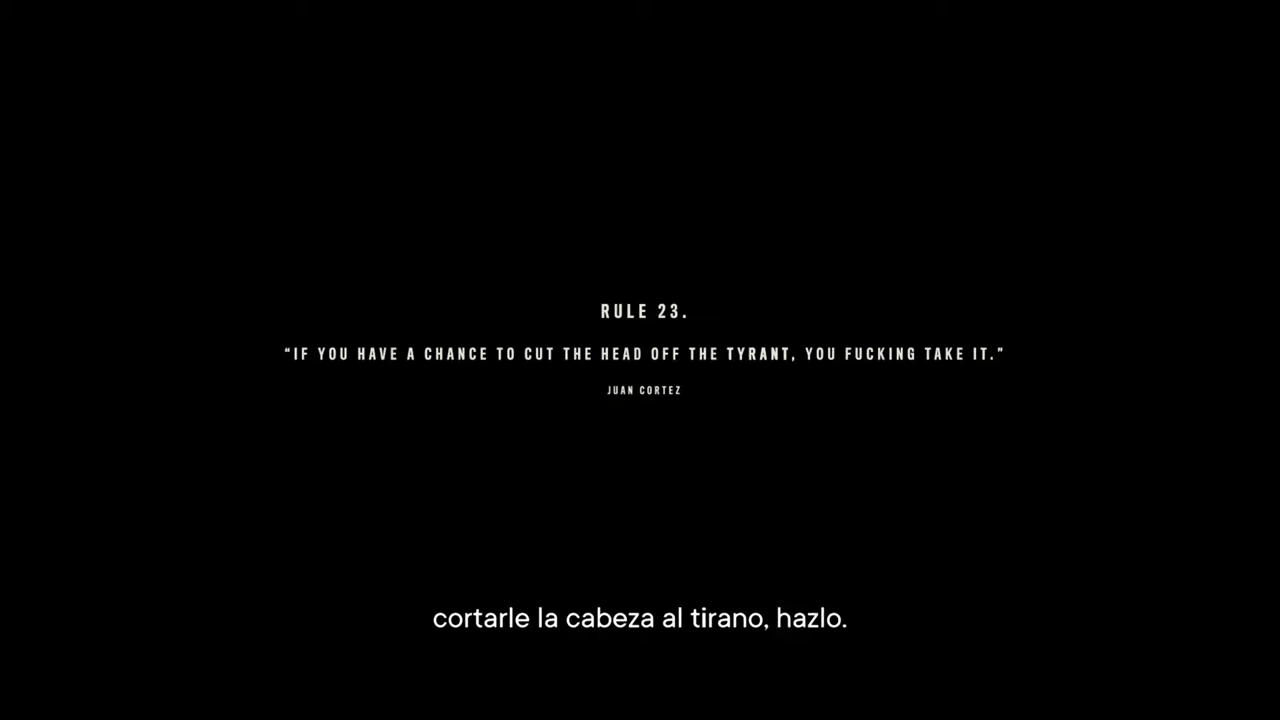 RULE 23.
“IF YOU HAVE A CHANCE TO CUT THE HEAD OFF THE TYRANT, YOU FUCKING TAKE IT.”
JUAN CORTEZ
cortarle la cabeza al tirano, hazlo.